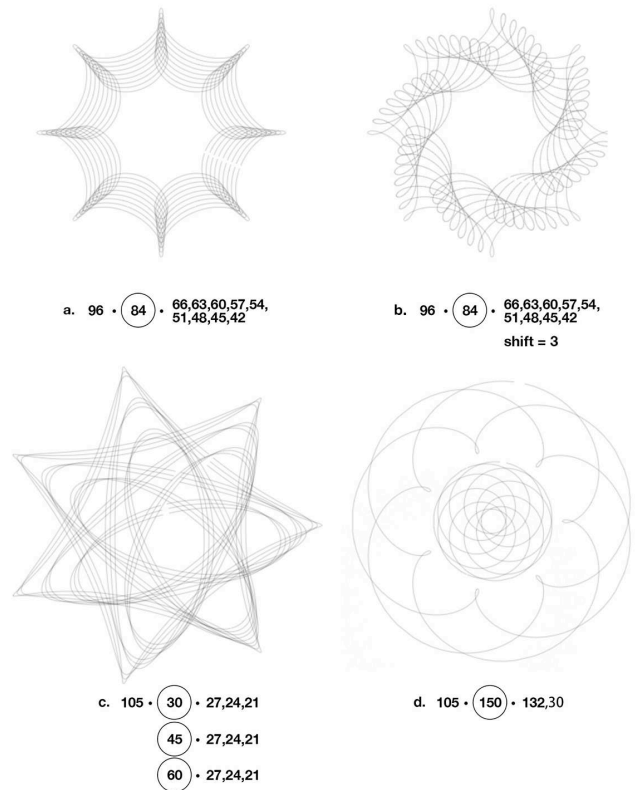 a. 96 • 84 • 66,63,60,57,54,
51,48,45,42
b. 96 • 84 • 66,63,60,57,54,
51,48,45,42
shift = 3
c. 105 • 30 • 27,24,21
45 • 27,24,21
60 • 27,24,21
d. 105 • 150 • 132,30